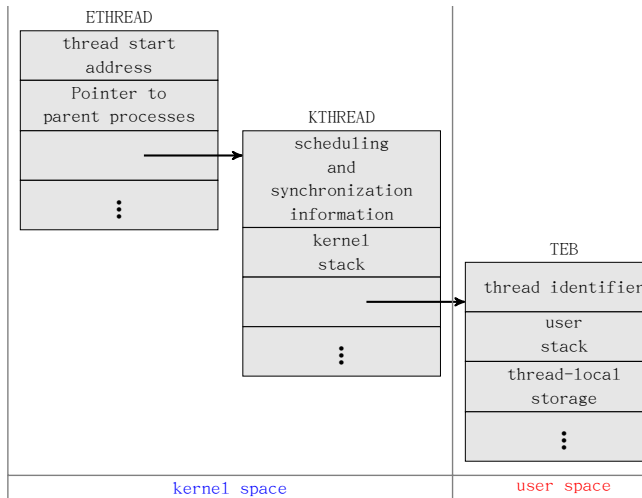 ETHREAD
thread start
address
Pointer to
parent processes
KTHREAD
scheduling
and
synchronization
information
kernel
stack
TEB
thread identifier
user
stack
thread-local
storage
kernel space
user space